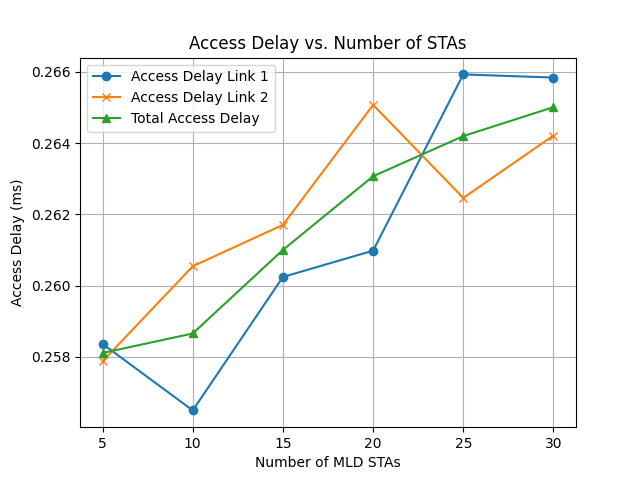 Access Delay vs. Number of STAs
Access Delay Link 1
Access Delay Link 2
Total Access Delay
Access Delay (ms)
0.266
0.264
0.262
0.260
0.258
5 10 15 20 25 30
Number of MLD STAs